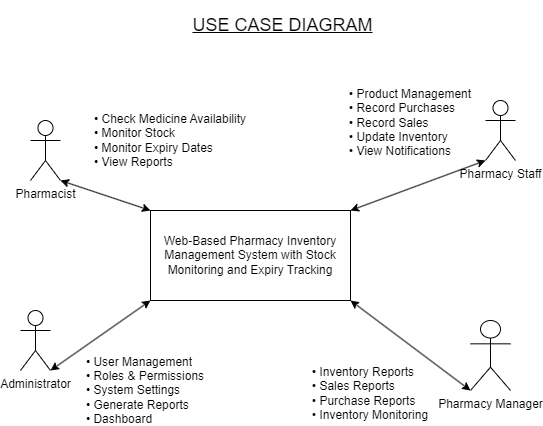 USE CASE DIAGRAM
• Check Medicine Availability
• Monitor Stock
• Monitor Expiry Dates
• View Reports
Pharmacist
• Product Management
• Record Purchases
• Record Sales
• Update Inventory
• View Notifications
Pharmacy Staff
Web-Based Pharmacy Inventory
Management System with Stock
Monitoring and Expiry Tracking
Administrator
• User Management
• Roles & Permissions
• System Settings
• Generate Reports
• Dashboard
• Inventory Reports
• Sales Reports
• Purchase Reports
• Inventory Monitoring
Pharmacy Manager